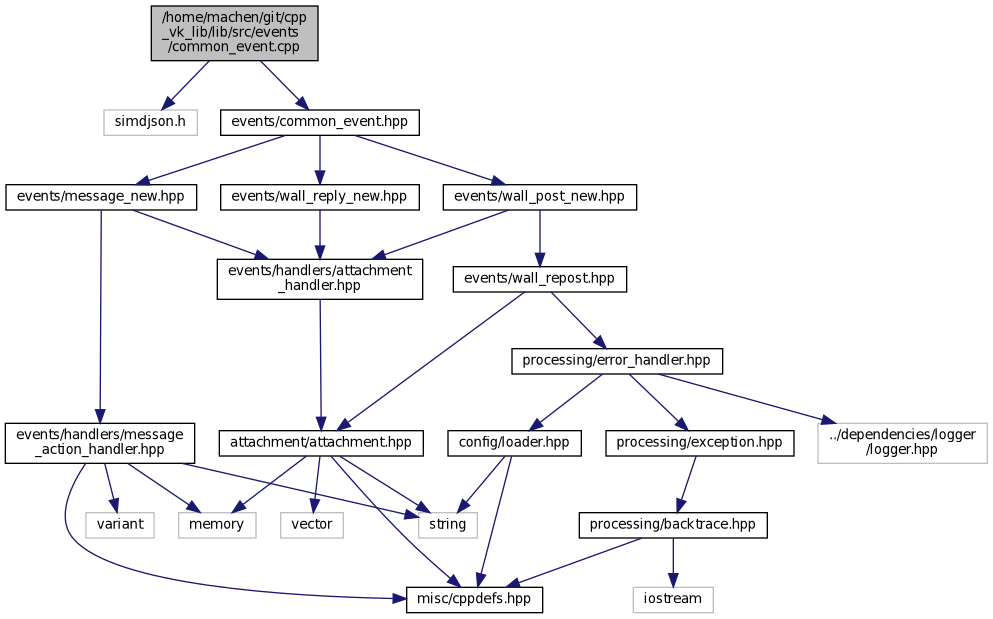 /home/machen/git/cpp
_vk_lib/lib/src/events
/common_event.cpp
simdjson.h
events/common_event.hpp
events/message_new.hpp
events/wall_reply_new.hpp
events/wall_post_new.hpp
events/handlers/attachment
_handler.hpp
events/wall_repost.hpp
processing/error_handler.hpp
events/handlers/message
_action_handler.hpp
attachment/attachment.hpp
config/loader.hpp
processing/exception.hpp
../dependencies/logger
/logger.hpp
variant
memory
vector
string
processing/backtrace.hpp
misc/cppdefs.hpp
iostream